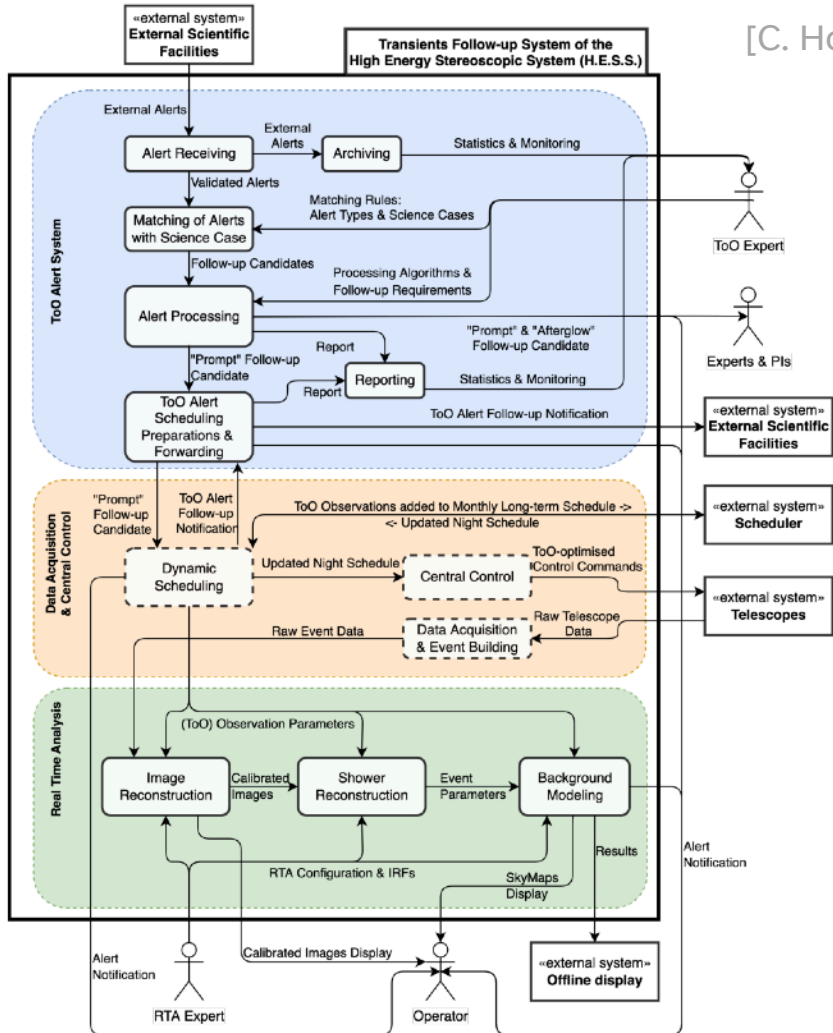 «external system»
External Scientific
Facilities
[C. Ho
Transients Follow-up System of the
High Energy Stereoscopic System (H.E.S.S.)
ToO Alert System
External Alerts
Alert Receiving
External
Alerts
Archiving
Statistics & Monitoring
Validated Alerts
Matching of Alerts
with Science Case
Matching Rules:
Alert Types & Science Cases
ToO Expert
Follow-up Candidates
Processing Algorithms &
Follow-up Requirements
Alert Processing
"Prompt" & "Afterglow"
Follow-up Candidate
Experts & PIs
Report
"Prompt" Follow-up
Candidate
Reporting
Report
Statistics & Monitoring
ToO Alert
Scheduling
Preparations &
Forwarding
ToO Alert Follow-up Notification
«external system»
External Scientific
Facilities
Data Acquisition
& Central Control
"Prompt"
Follow-up
Candidate
ToO Alert
Follow-up
Notification
ToO Observations added to Monthly Long-term Schedule ->
<- Updated Night Schedule
«external system»
Scheduler
Dynamic
Scheduling
Updated Night Schedule
Central Control
ToO-optimised
Control Commands
«external system»
Telescopes
Raw Event Data
Data Acquisition
& Event Building
Raw Telescope
Data
Real Time Analysis
(ToO) Observation Parameters
Image
Reconstruction
Calibrated
Images
Shower
Reconstruction
Event
Parameters
Background
Modeling
RTA Configuration & IRFs
SkyMaps
Display
Results
Alert
Notification
Alert
Notification
Calibrated Images Display
RTA Expert
Operator
«external system»
Offline display